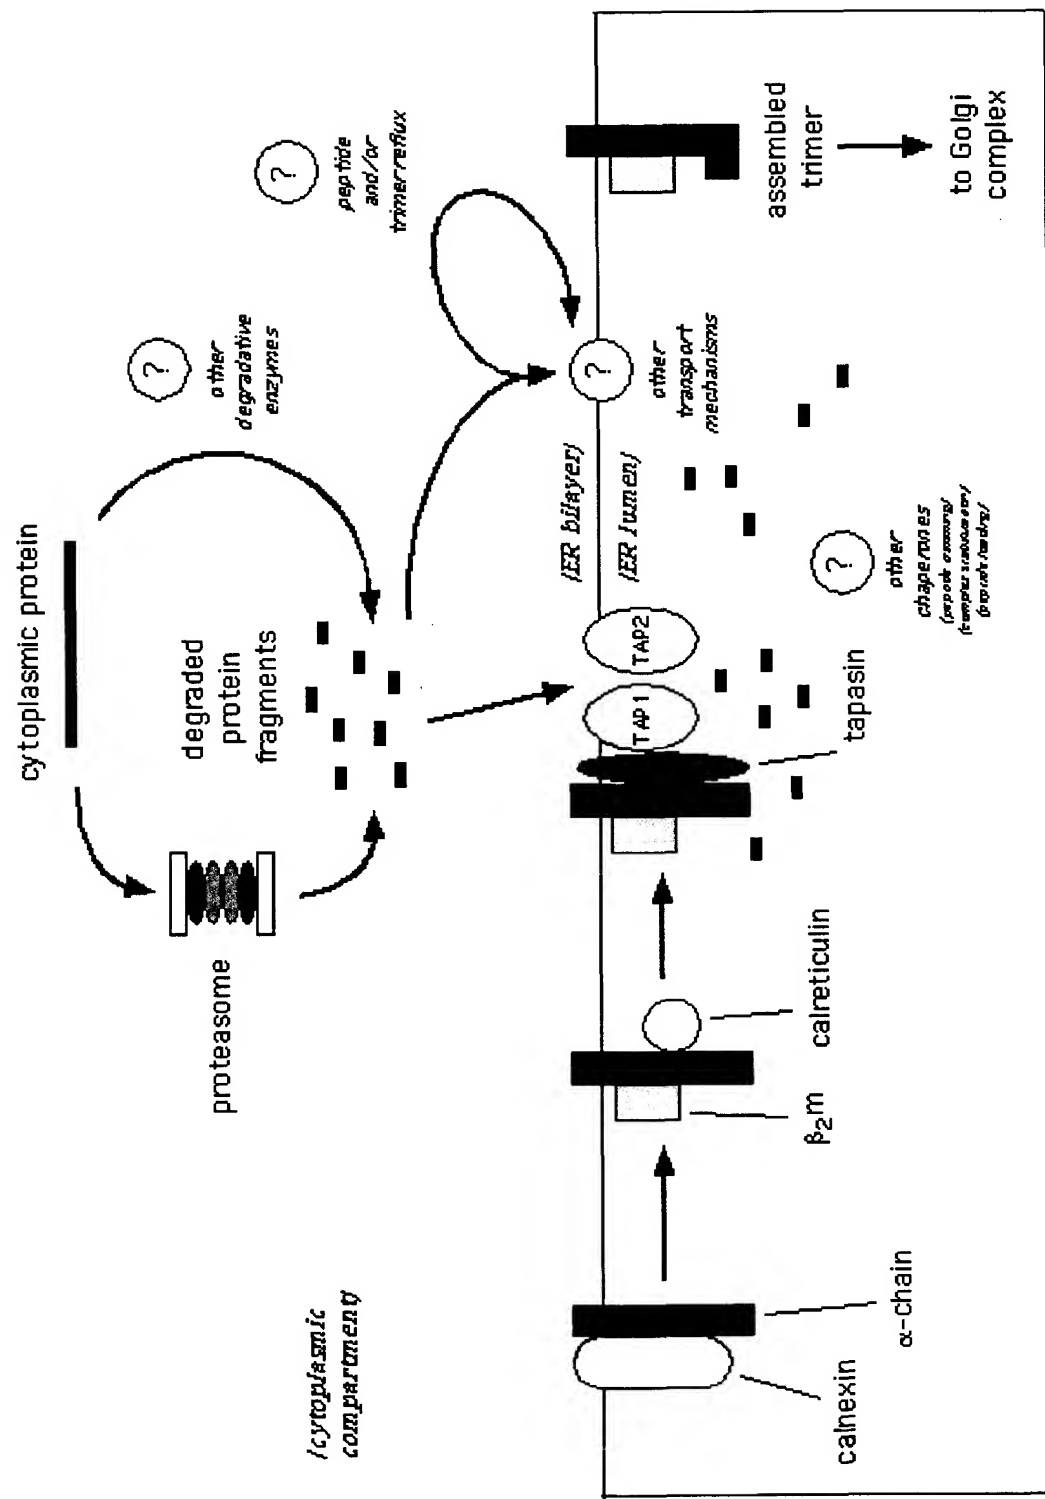 cytoplasmic protein
proteasome
degraded
protein
fragments
?
other
degradative
enzymes
?
peptide
and/or
trimer reflux
(cytoplasmic
compartment)
(ER bilayer)
(ER lumen)
TAP1
TAP2
?
other
transport
mechanisms
calnexin
α-chain
β2m
calreticulin
tapasin
?
other
chaperones
assembled
trimer
to Golgi
complex